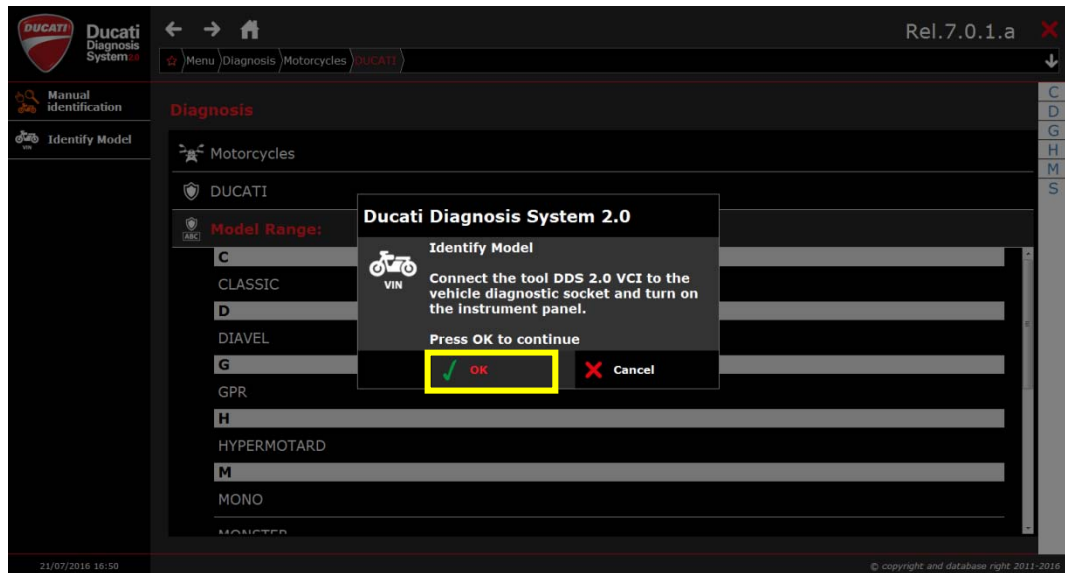 DUCATI
Ducati
Diagnosis
System2.0
Rel.7.0.1.a
Menu Diagnosis Motorcycles DUCATI
Manual
identification
VIN
Identify Model
Diagnosis
Motorcycles
DUCATI
ABC
Model Range:
C
CLASSIC
D
DIAVEL
G
GPR
H
HYPERMOTARD
M
MONO
MONSTER
Ducati Diagnosis System 2.0
VIN
Identify Model
Connect the tool DDS 2.0 VCI to the
vehicle diagnostic socket and turn on
the instrument panel.
Press OK to continue
OK
Cancel
C
D
G
H
M
S
21/07/2016 16:50
© copyright and database right 2011-2016